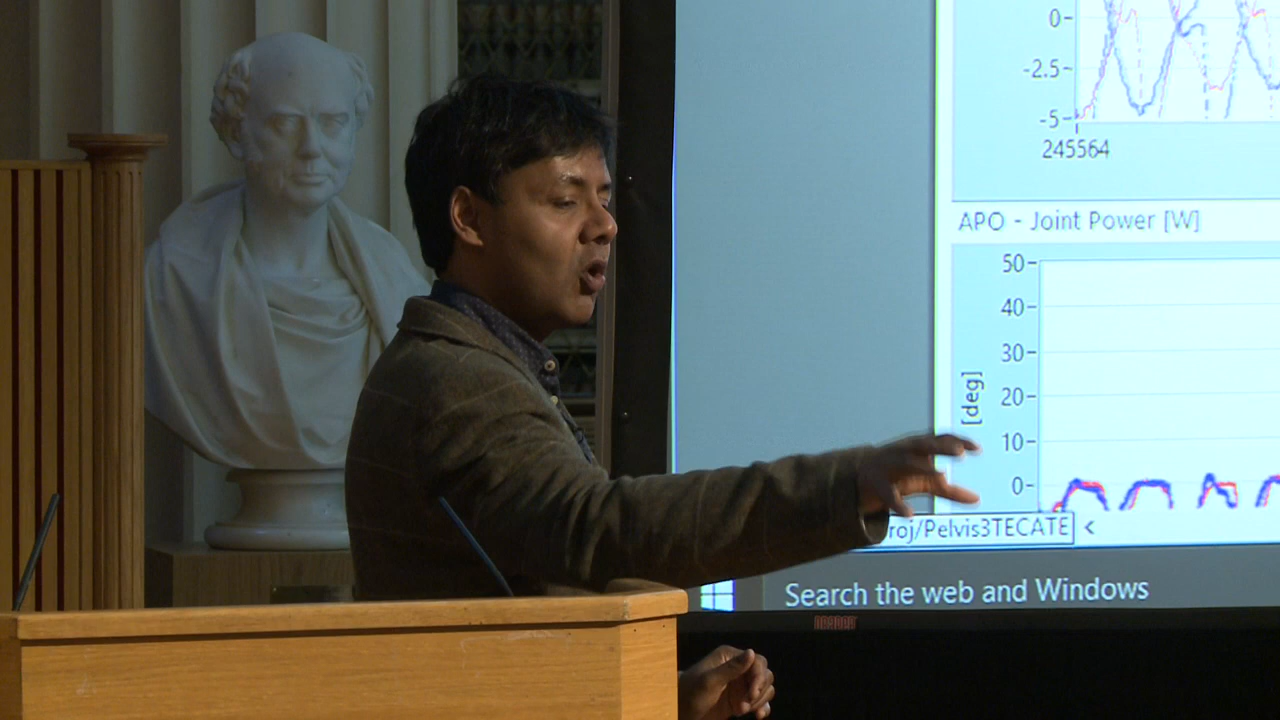 0
-2.5
-5
245564
APO - Joint Power [W]
50
40
30
20
10
0
[deg]
roj/Pelvis3TECATE <
Search the web and Windows
DRAPER